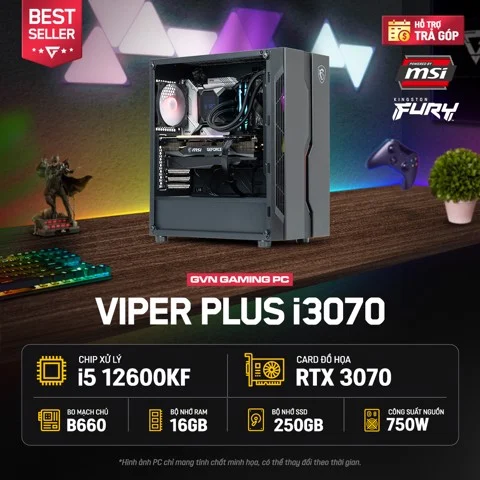 BEST
SELLER
HỖ TRỢ
TRẢ GÓP
POWERED BY
msi
KINGSTON
FURY
msi GEFORCE
GVN GAMING PC
VIPER PLUS i3070
CHIP XỬ LÝ
i5 12600KF
CARD ĐỒ HỌA
RTX 3070
BO MẠCH CHỦ
B660
BỘ NHỚ RAM
16GB
BỘ NHỚ SSD
250GB
CÔNG SUẤT NGUỒN
750W
*Hình ảnh PC chỉ mang tính chất minh họa, có thể thay đổi theo thời gian.